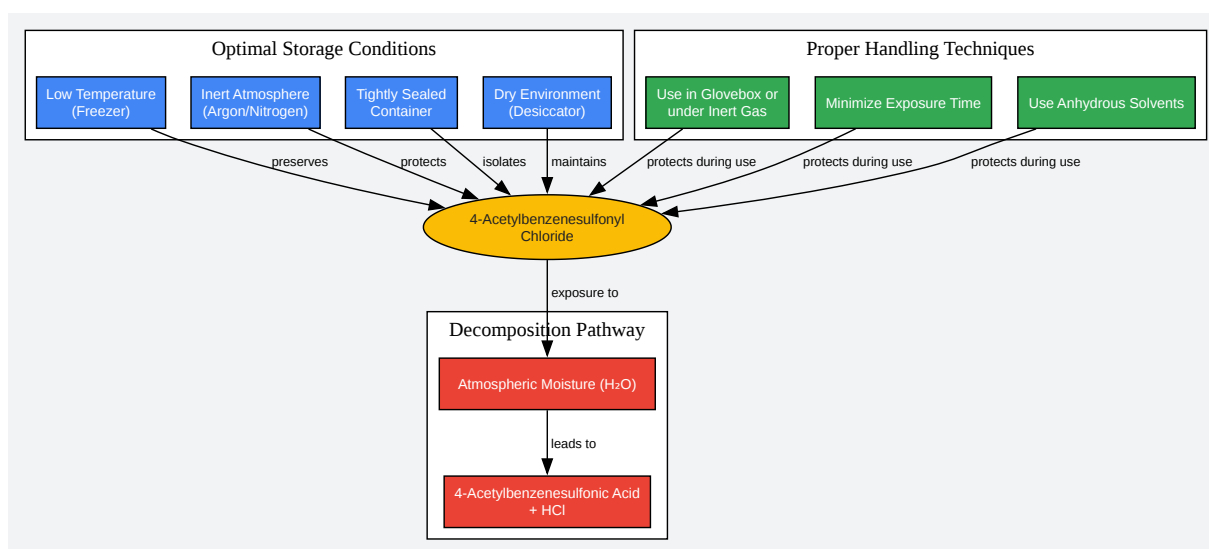 Optimal Storage Conditions
Proper Handling Techniques
Low Temperature
(Freezer)
Inert Atmosphere
(Argon/Nitrogen)
Tightly Sealed
Container
Dry Environment
(Desiccator)
Use in Glovebox or
under Inert Gas
Minimize Exposure Time
Use Anhydrous Solvents
preserves
protects
isolates
maintains
protects during use
protects during use
protects during use
4-Acetylbenzenesulfonyl
Chloride
exposure to
Decomposition Pathway
Atmospheric Moisture (H₂O)
leads to
4-Acetylbenzenesulfonic Acid
+ HCl